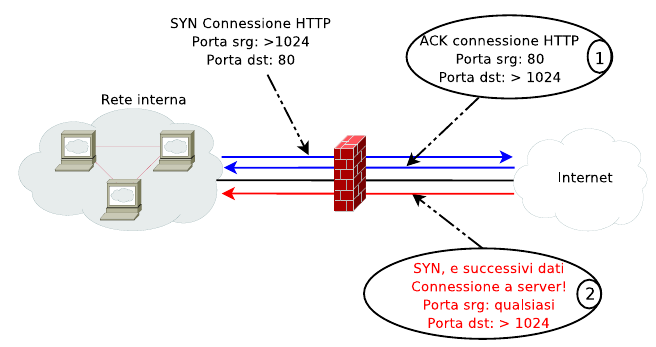 SYN Connessione HTTP
Porta srg: >1024
Porta dst: 80
ACK connessione HTTP
Porta srg: 80
Porta dst: > 1024
1
Rete interna
Internet
SYN, e successivi dati
Connessione a server!
Porta srg: qualsiasi
Porta dst: > 1024
2